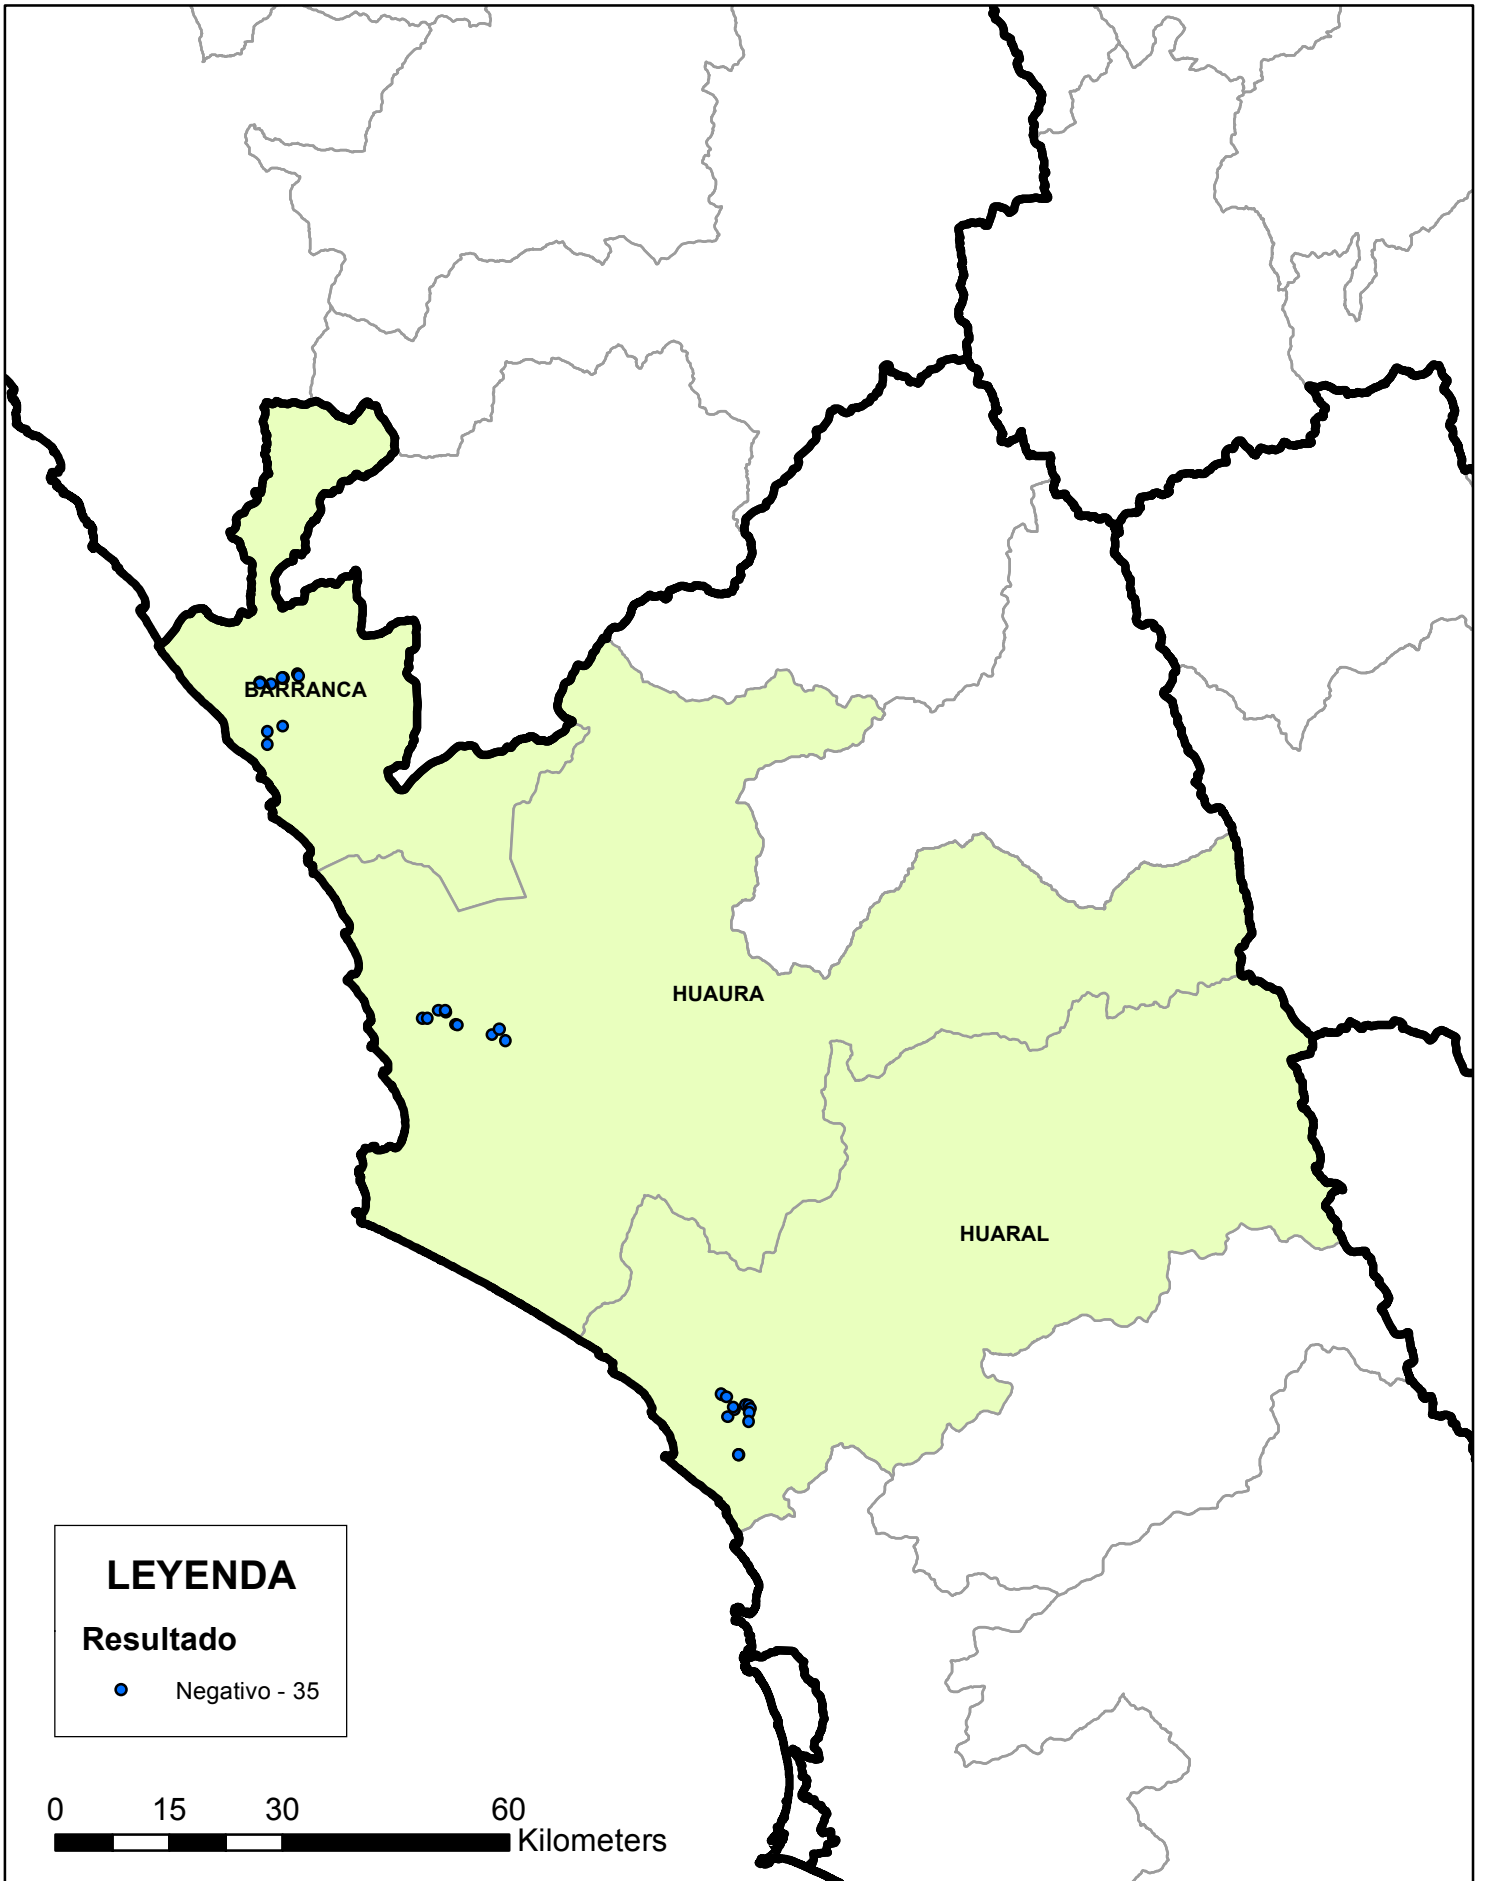 BARRANCA
HUAURA
HUARAL
LEYENDA
Resultado
Negativo - 35
0 15 30 60
Kilometers